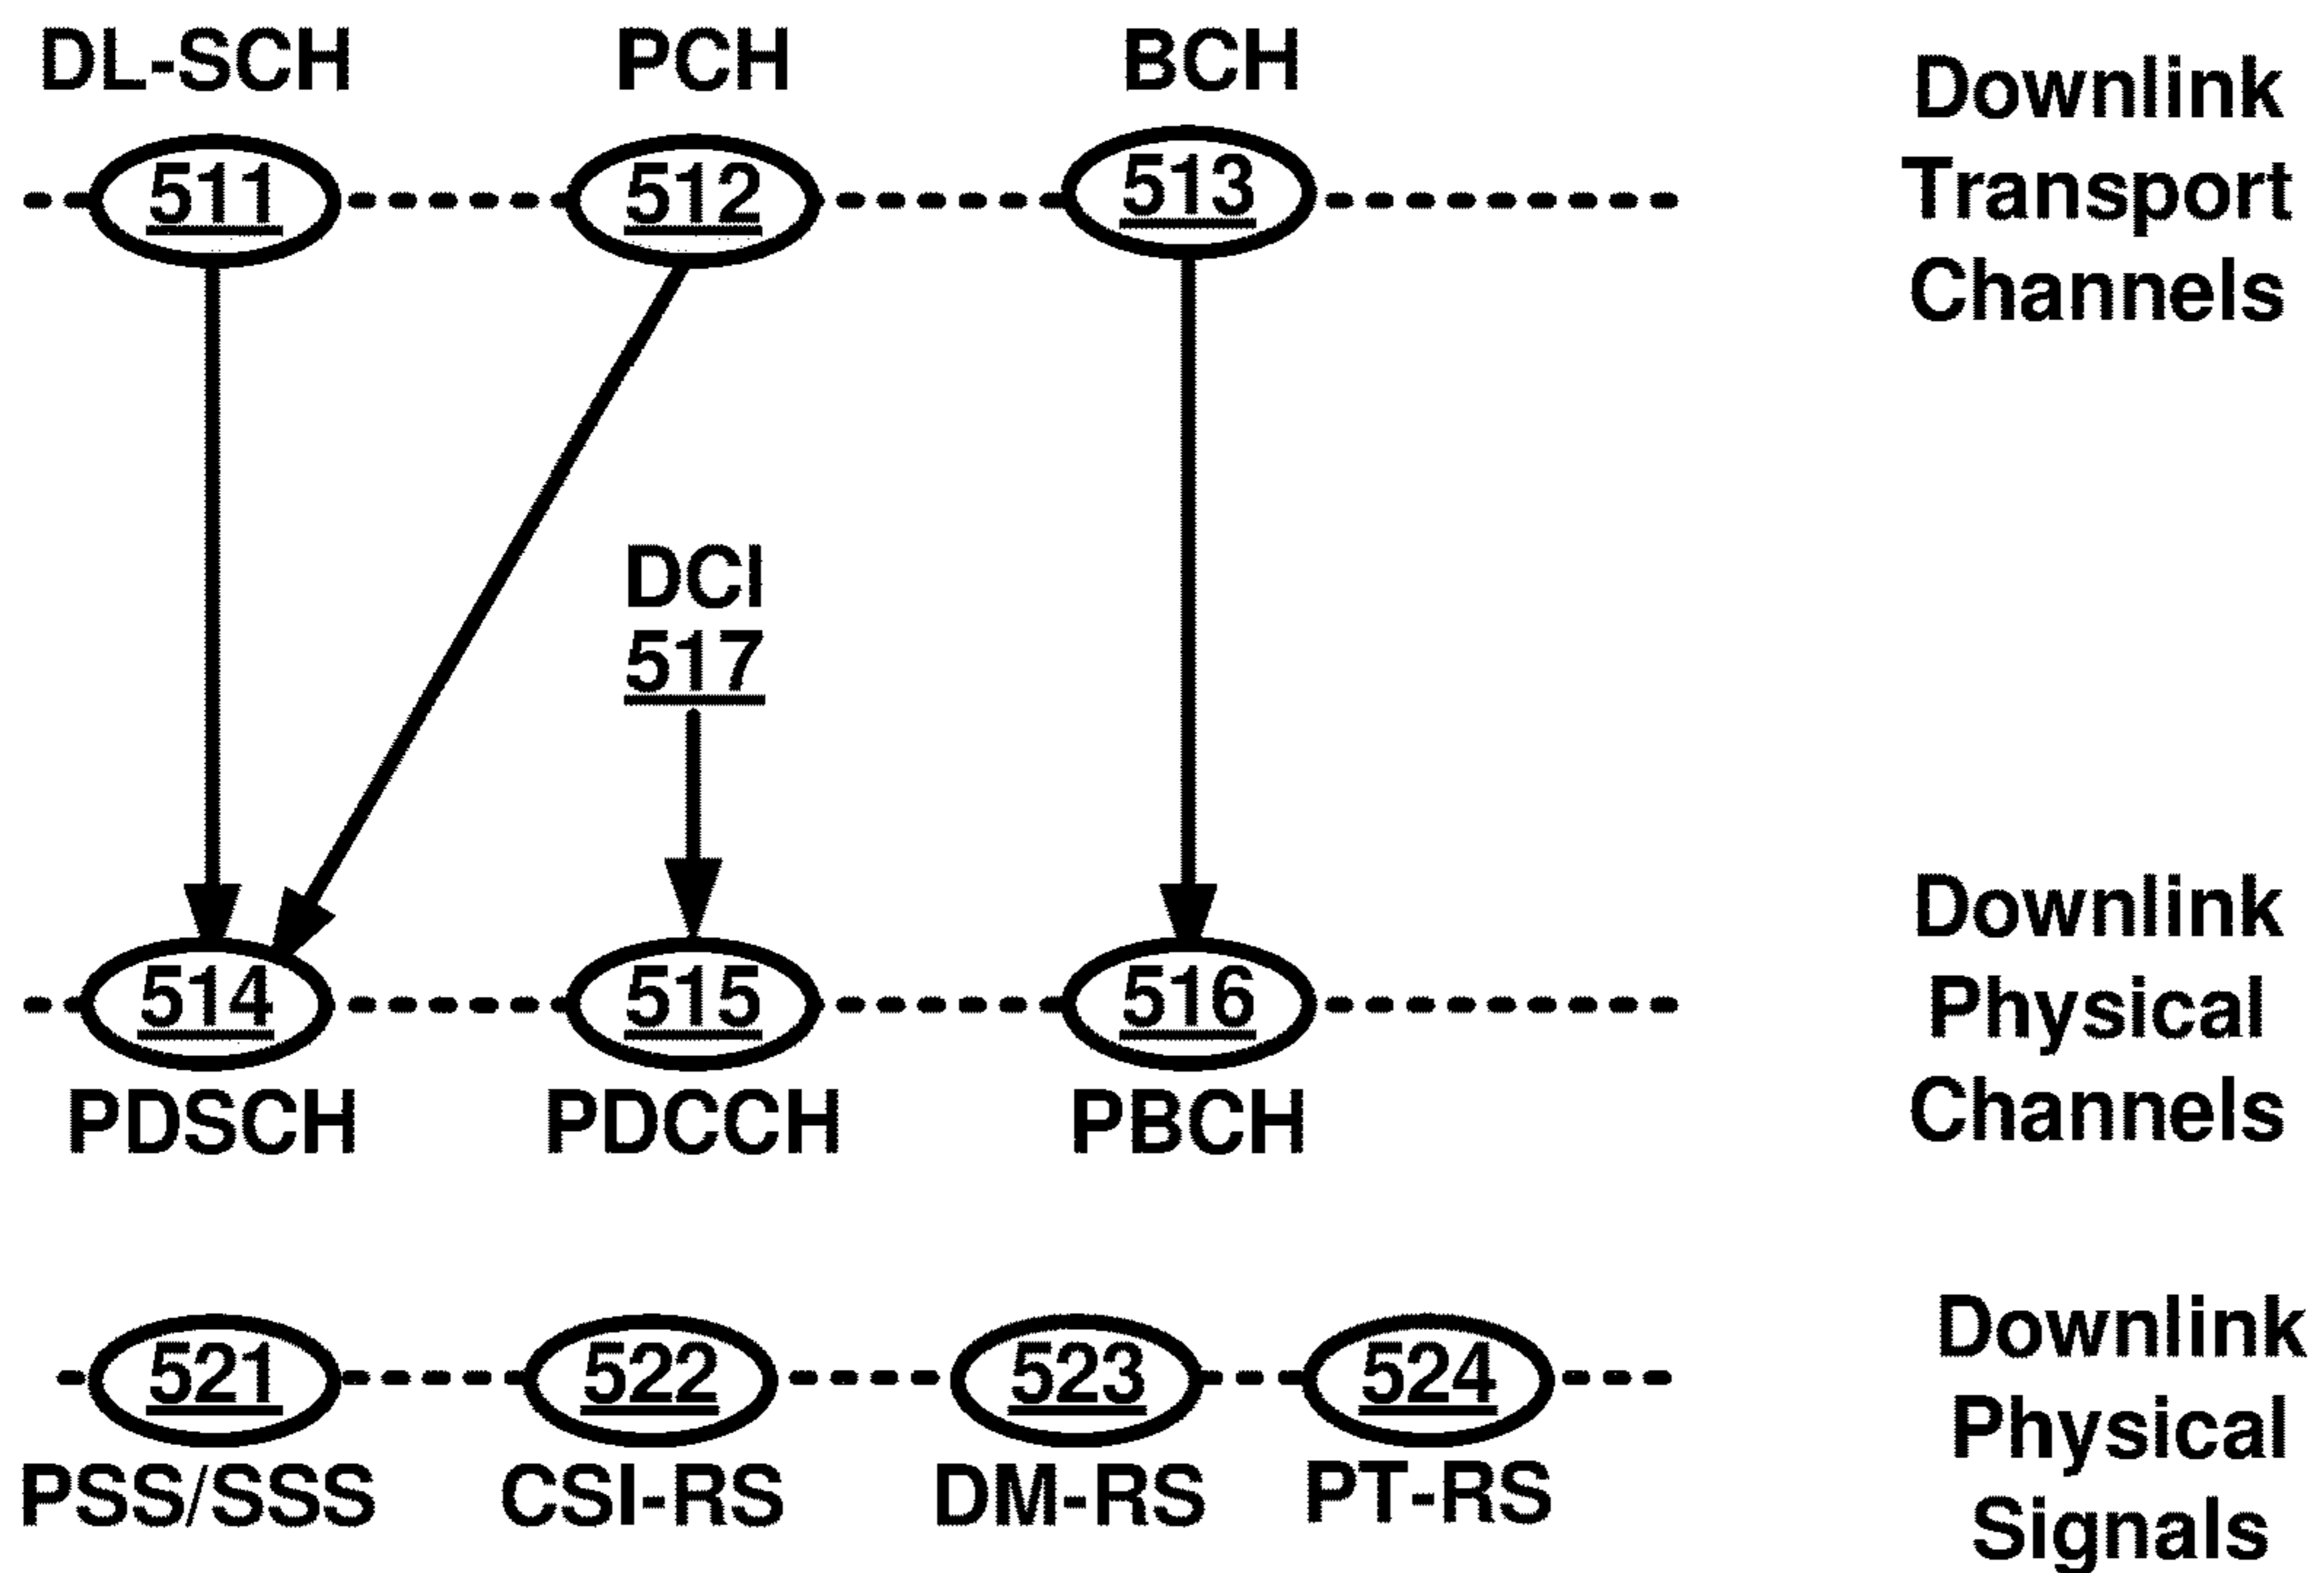 DL-SCH PCH BCH
511 512 513
Downlink
Transport
Channels
DCI
517
514 515 516
PDSCH PDCCH PBCH
Downlink
Physical
Channels
521 522 523 524
PSS/SSS CSI-RS DM-RS PT-RS
Downlink
Physical
Signals